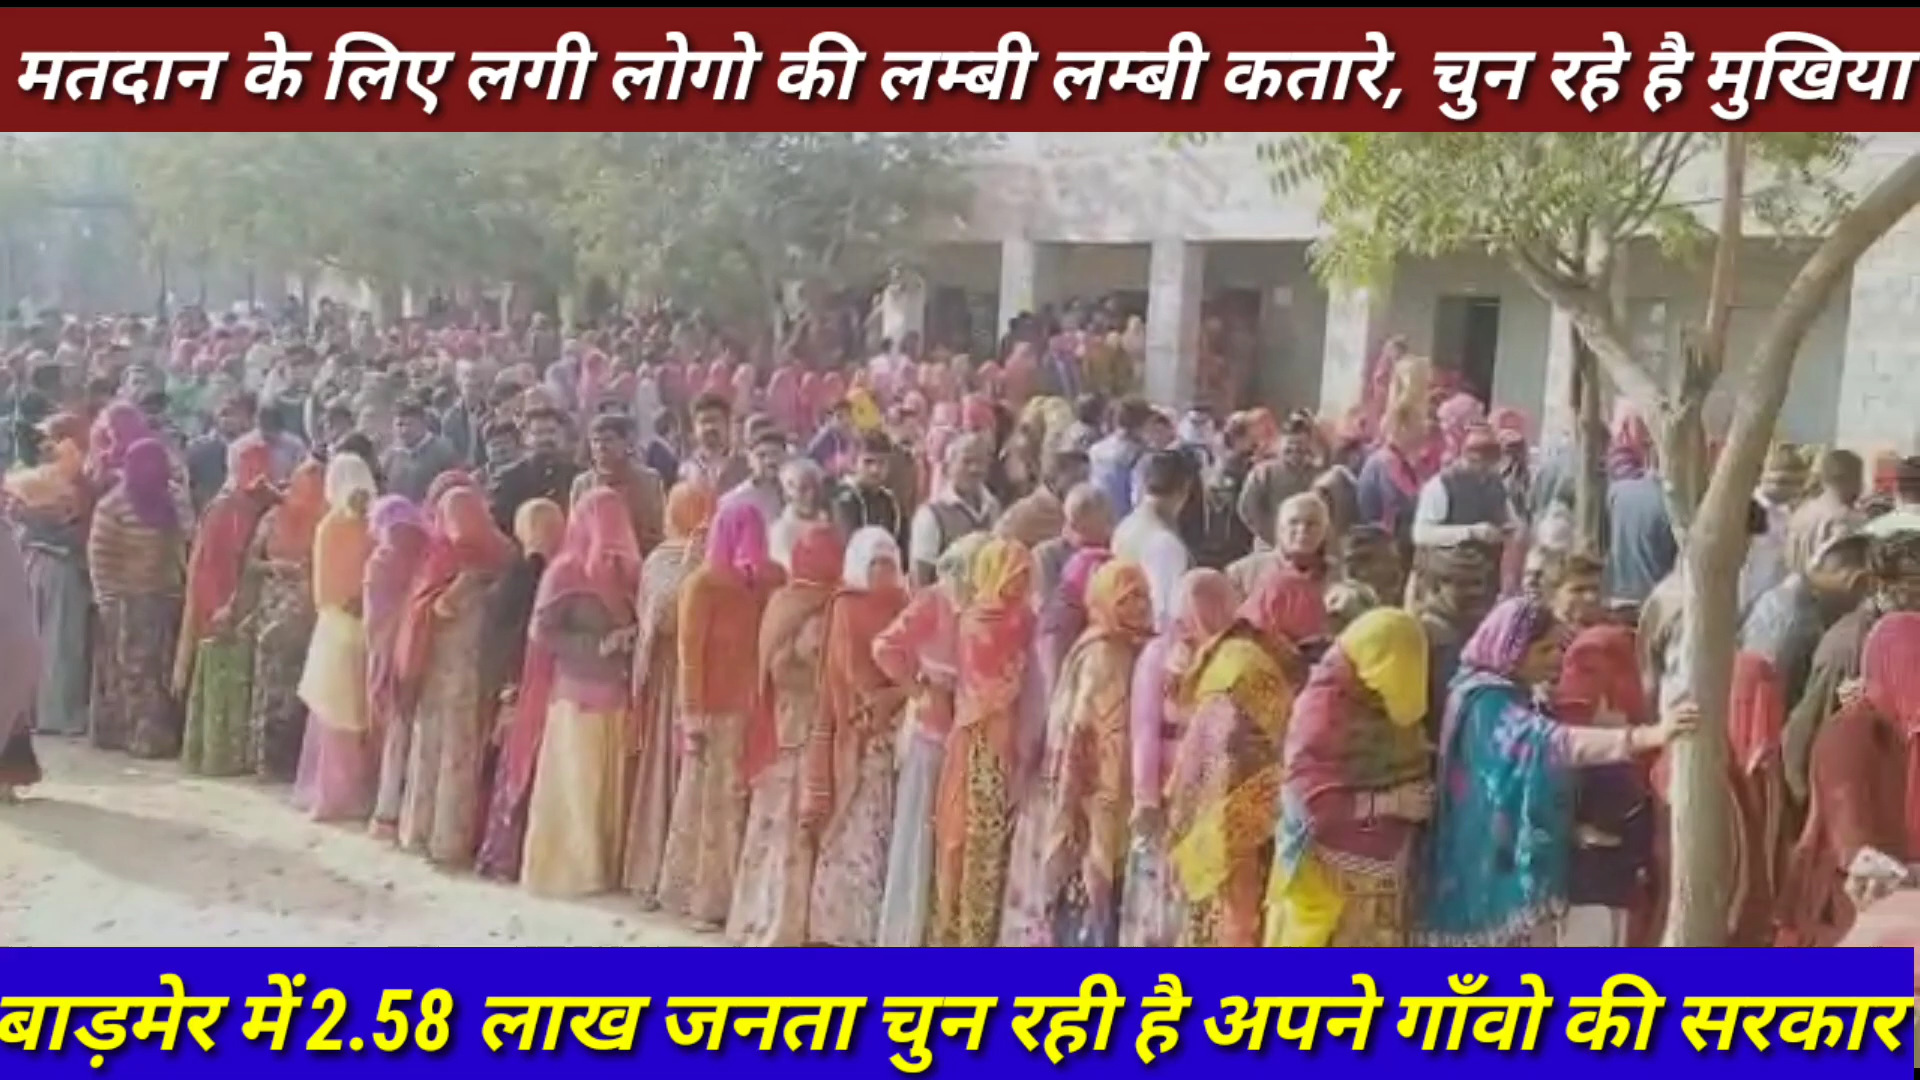 मतदान के लिए लगी लोगो की लम्बी लम्बी कतारे, चुन रहे है मुखिया
बाड़मेर में 2.58 लाख जनता चुन रही है अपने गाँवो की सरकार